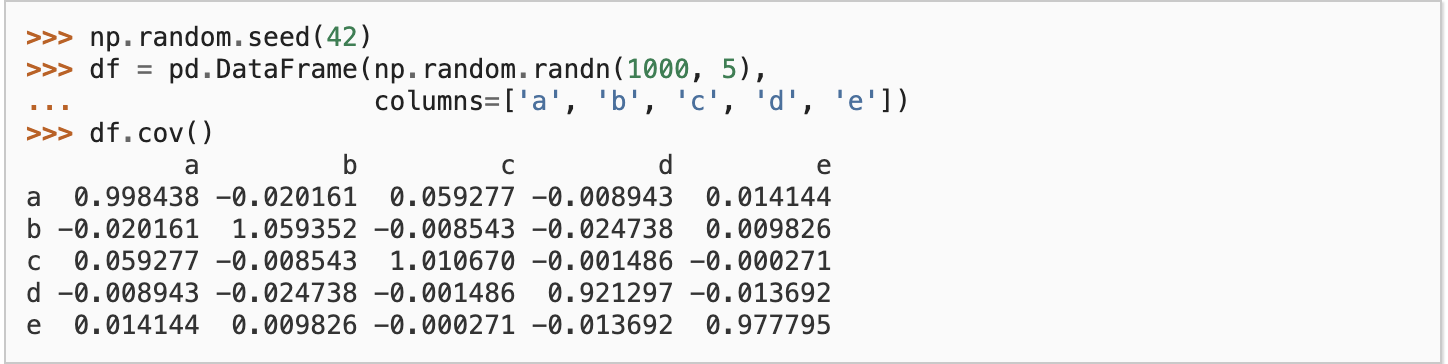 >>> np.random.seed(42)
>>> df = pd.DataFrame(np.random.randn(1000, 5),
...                   columns=['a', 'b', 'c', 'd', 'e'])
>>> df.cov()
          a         b         c         d         e
a  0.998438 -0.020161  0.059277 -0.008943  0.014144
b -0.020161  1.059352 -0.008543 -0.024738  0.009826
c  0.059277 -0.008543  1.010670 -0.001486 -0.000271
d -0.008943 -0.024738 -0.001486  0.921297 -0.013692
e  0.014144  0.009826 -0.000271 -0.013692  0.977795